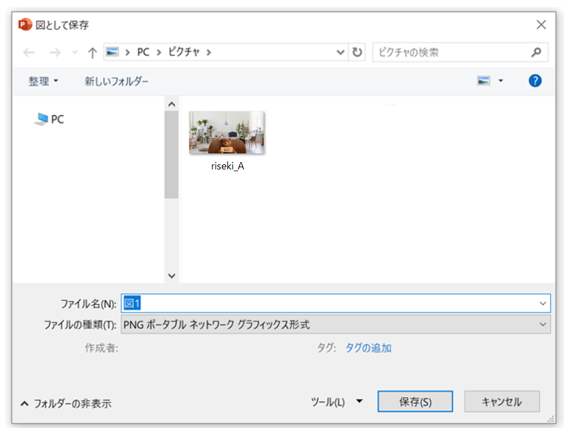 図として保存
PC > ピクチャ >
ピクチャの検索
整理
新しいフォルダー
PC
riseki_A
ファイル名(N): 図1
ファイルの種類(T): PNG ポータブル ネットワーク グラフィックス形式
作成者:
タグ: タグの追加
フォルダーの非表示
ツール(L)
保存(S)
キャンセル